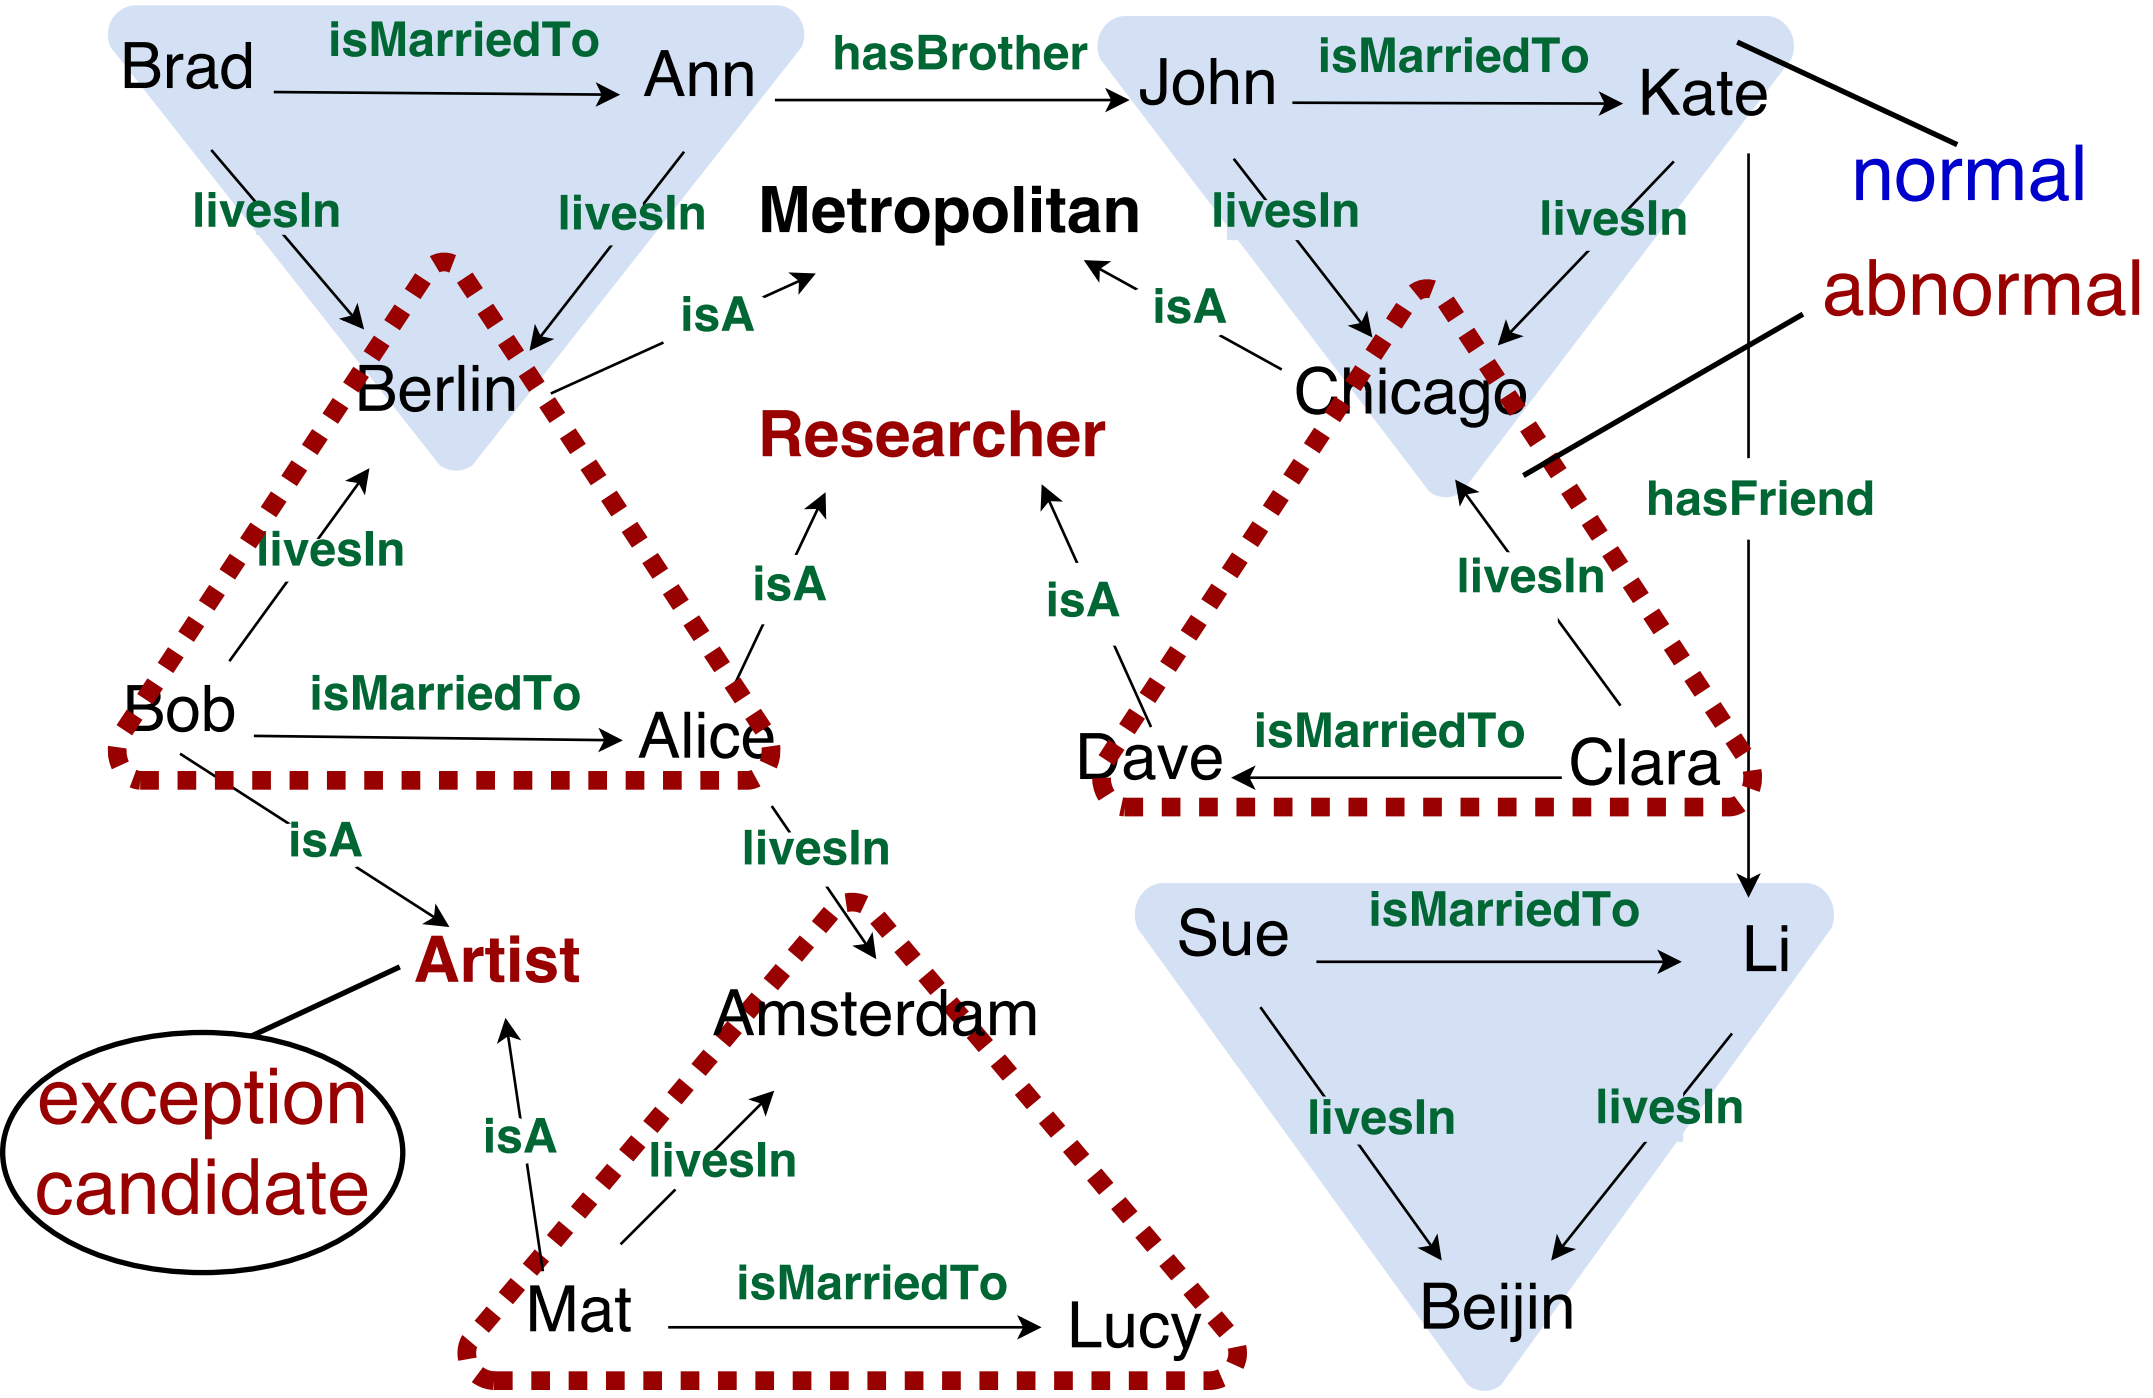 Brad isMarriedTo Ann hasBrother John isMarriedTo Kate
normal
livesIn livesIn Metropolitan livesIn livesIn
abnormal
isA isA
Berlin Chicago
Researcher
hasFriend
livesIn isA isA livesIn
Bob isMarriedTo Alice Dave isMarriedTo Clara
isA livesIn
Artist Sue isMarriedTo Li
Amsterdam
exception
candidate
isA livesIn livesIn livesIn
Mat isMarriedTo Lucy Beijin